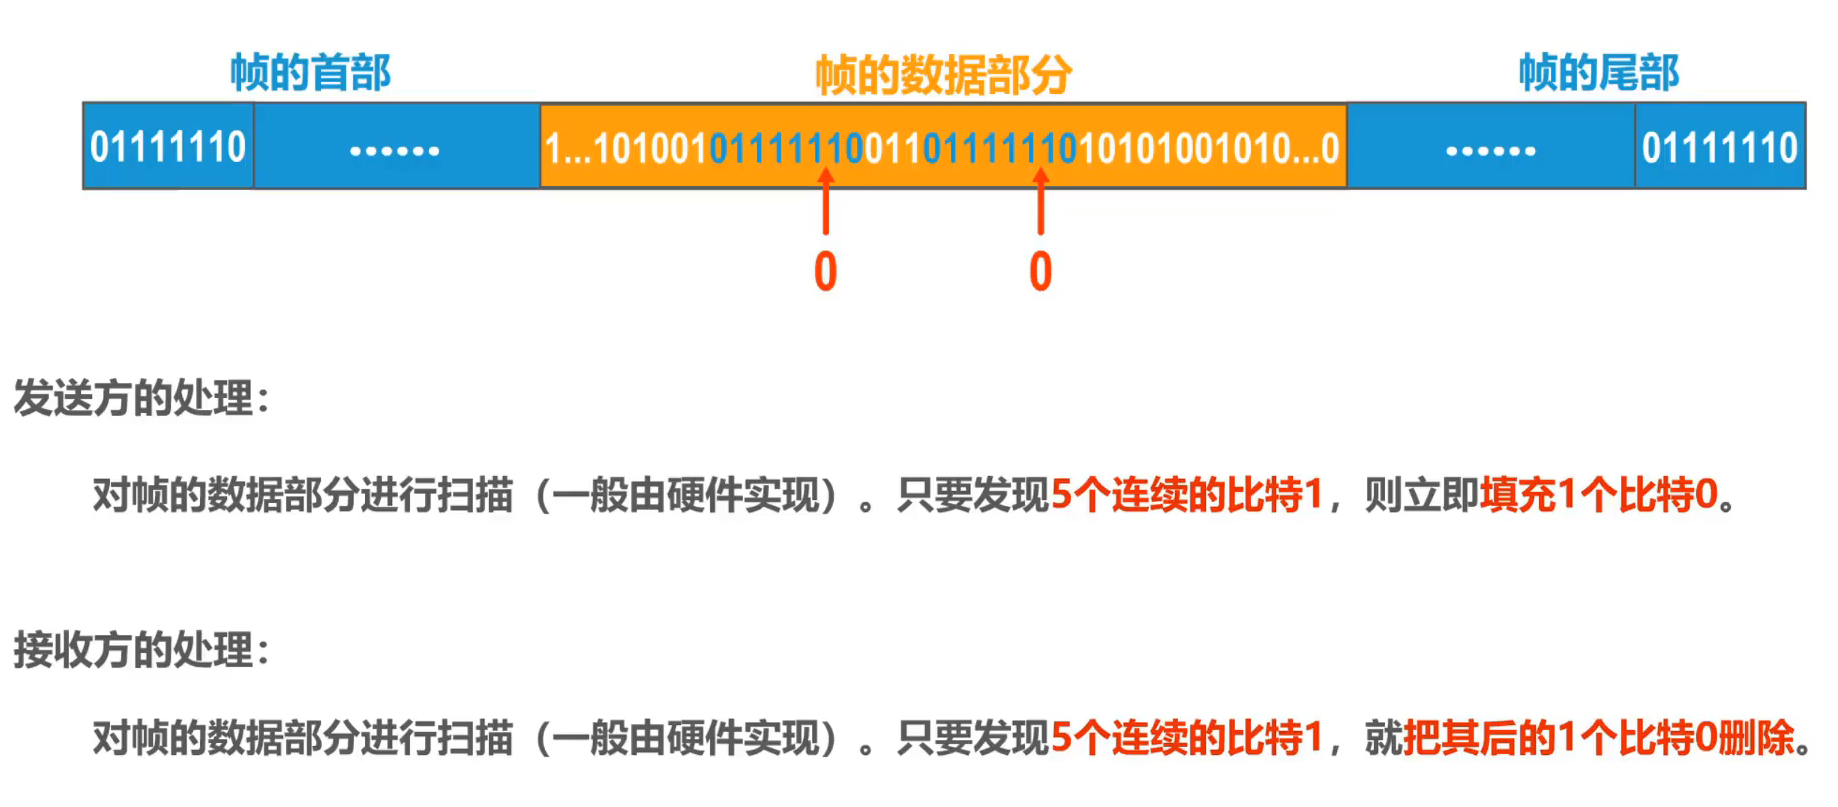 帧的首部 帧的数据部分 帧的尾部
01111110 …… 1...101001011111100110111111010101001010...0 …… 01111110
0 0
发送方的处理：
对帧的数据部分进行扫描（一般由硬件实现）。只要发现5个连续的比特1，则立即填充1个比特0。
接收方的处理：
对帧的数据部分进行扫描（一般由硬件实现）。只要发现5个连续的比特1，就把其后的1个比特0删除。